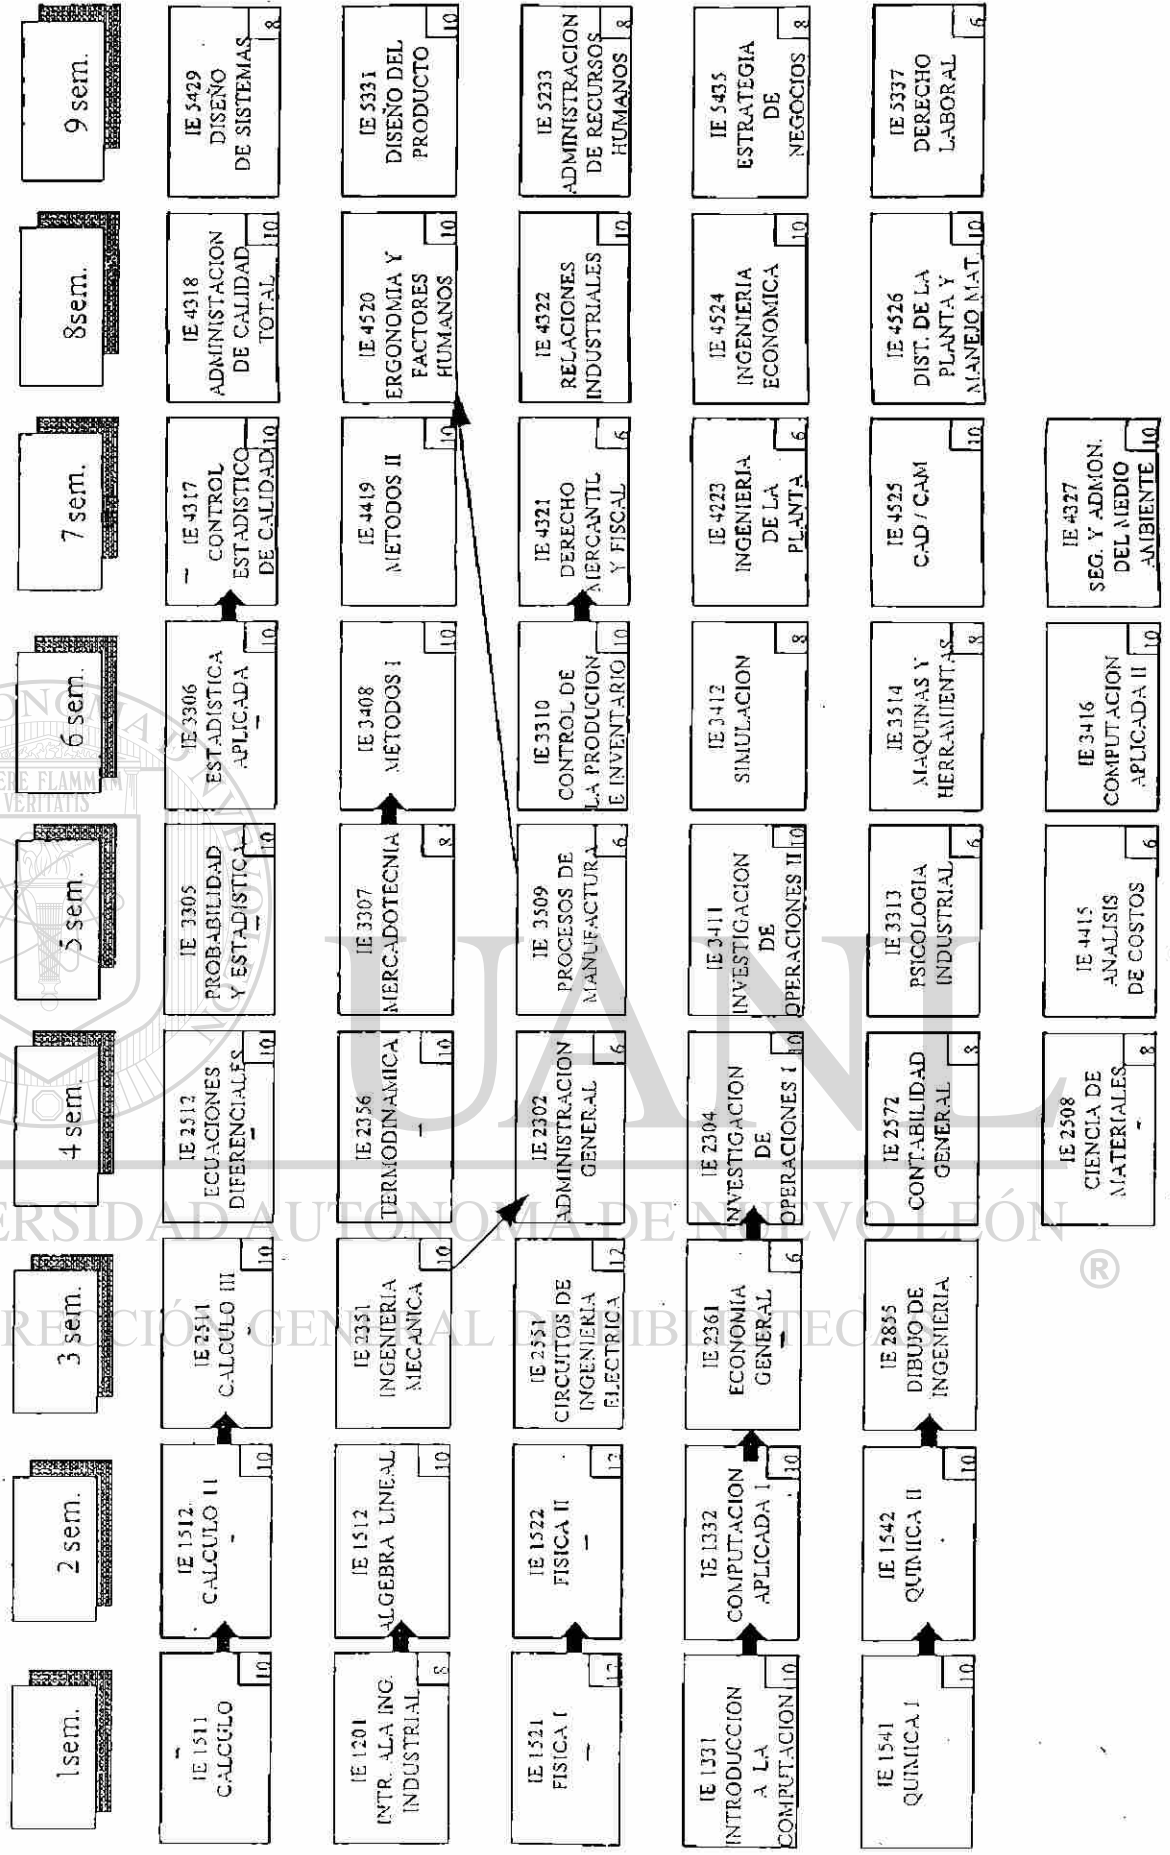 1sem.
2 sem.
3 sem.
4 sem.
5 sem.
6 sem.
7 sem.
8sem.
9 sem.
IE 1511
CALCULO
10
IE 1512
CALCULO II
10
IE 2511
CALCULO III
10
IE 2512
ECUACIONES
DIFERENCIALES
10
IE 3305
PROBABILIDAD
Y ESTADISTICA
10
IE 3306
ESTADISTICA
APLICADA
10
IE 4317
CONTROL
ESTADISTICO
DE CALIDAD
10
IE 4318
ADMINISTACION
DE CALIDAD
TOTAL
10
IE 5429
DISEÑO
DE SISTEMAS
8
IE 1201
INTR. ALA ING.
INDUSTRIAL
8
IE 1512
ALGEBRA LINEAL
10
IE 2351
INGENIERIA
MECANICA
10
IE 2356
TERMODINAMICA
10
IE 3307
MERCADOTECNIA
8
IE 3408
METODOS I
10
IE 4419
METODOS II
10
IE 4520
ERGONOMIA Y
FACTORES
HUMANOS
10
IE 5331
DISEÑO DEL
PRODUCTO
10
IE 1521
FISICA I
12
IE 1522
FISICA II
12
IE 2551
CIRCUITOS DE
INGENIERIA
ELECTRICA
12
IE 2302
ADMINISTRACION
GENERAL
6
IE 3509
PROCESOS DE
MANUFACTURA
6
IE 3310
CONTROL DE
LA PRODUCION
E INVENTARIO
10
IE 4321
DERECHO
MERCANTIL
Y FISCAL
6
IE 4322
RELACIONES
INDUSTRIALES
10
IE 5233
ADMINISTRACION
DE RECURSOS
HUMANOS
8
IE 1331
INTRODUCCION
A LA
COMPUTACION
10
IE 1332
COMPUTACION
APLICADA I
10
IE 2361
ECONOMIA
GENERAL
6
IE 2304
INVESTIGACION
DE
OPERACIONES I
10
IE 3411
INVESTIGACION
DE
OPERACIONES II
10
IE 3412
SIMULACION
8
IE 4223
INGENIERIA
DE LA
PLANTA
6
IE 4524
INGENIERIA
ECONOMICA
10
IE 5435
ESTRATEGIA
DE
NEGOCIOS
8
IE 1541
QUIMICA I
10
IE 1542
QUIMICA II
10
IE 2855
DIBUJO DE
INGENIERIA
IE 2572
CONTABILIDAD
GENERAL
8
IE 3313
PSICOLOGIA
INDUSTRIAL
6
IE 3514
MAQUINAS Y
HERRAMIENTAS
8
IE 4525
CAD / CAM
10
IE 4526
DIST. DE LA
PLANTA Y
MANEJO MAT.
10
IE 5337
DERECHO
LABORAL
6
IE 2508
CIENCIA DE
MATERIALES
8
IE 4415
ANALISIS
DE COSTOS
6
IE 3416
COMPUTACION
APLICADA II
10
IE 4327
SEG. Y ADMON.
DEL MEDIO
AMBIENTE
10
UANL
ERSIDAD AUTÓNOMA DE NUEVO LEÓN
®
RECCIÓN GENERAL DE BIBLIOTECAS
ERE FLAMMAM
VERITATIS